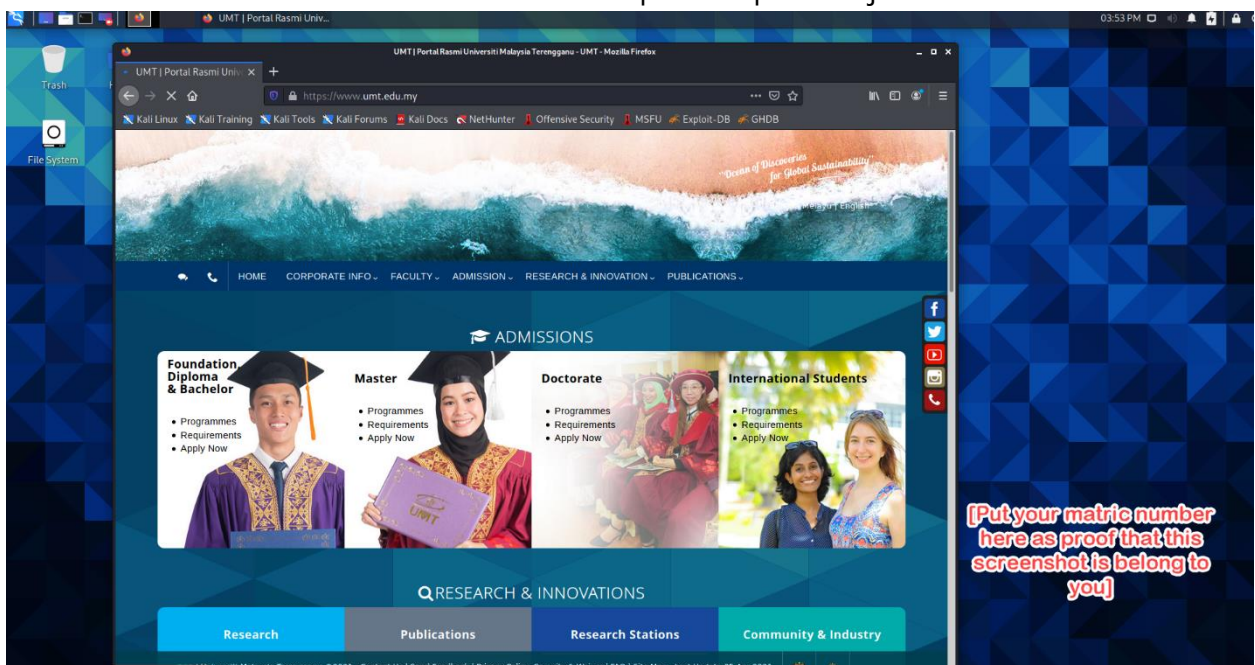 UMT | Portal Rasmi Univ...
03:53 PM
UMT | Portal Rasmi Universiti Malaysia Terengganu - UMT - Mozilla Firefox
Trash
UMT | Portal Rasmi Univ
https://www.umt.edu.my
Kali Linux Kali Training Kali Tools Kali Forums Kali Docs NetHunter Offensive Security MSFU Exploit-DB GHDB
File System
"Ocean of Discoveries
for Global Sustainability"
English
HOME CORPORATE INFO FACULTY ADMISSION RESEARCH & INNOVATION PUBLICATIONS
ADMISSIONS
Foundation,
Diploma
& Bachelor
• Programmes
• Requirements
• Apply Now
Master
• Programmes
• Requirements
• Apply Now
Doctorate
• Programmes
• Requirements
• Apply Now
International Students
• Programmes
• Requirements
• Apply Now
UMT
[Put your matric number
here as proof that this
screenshot is belong to
you]
RESEARCH & INNOVATIONS
Research
Publications
Research Stations
Community & Industry